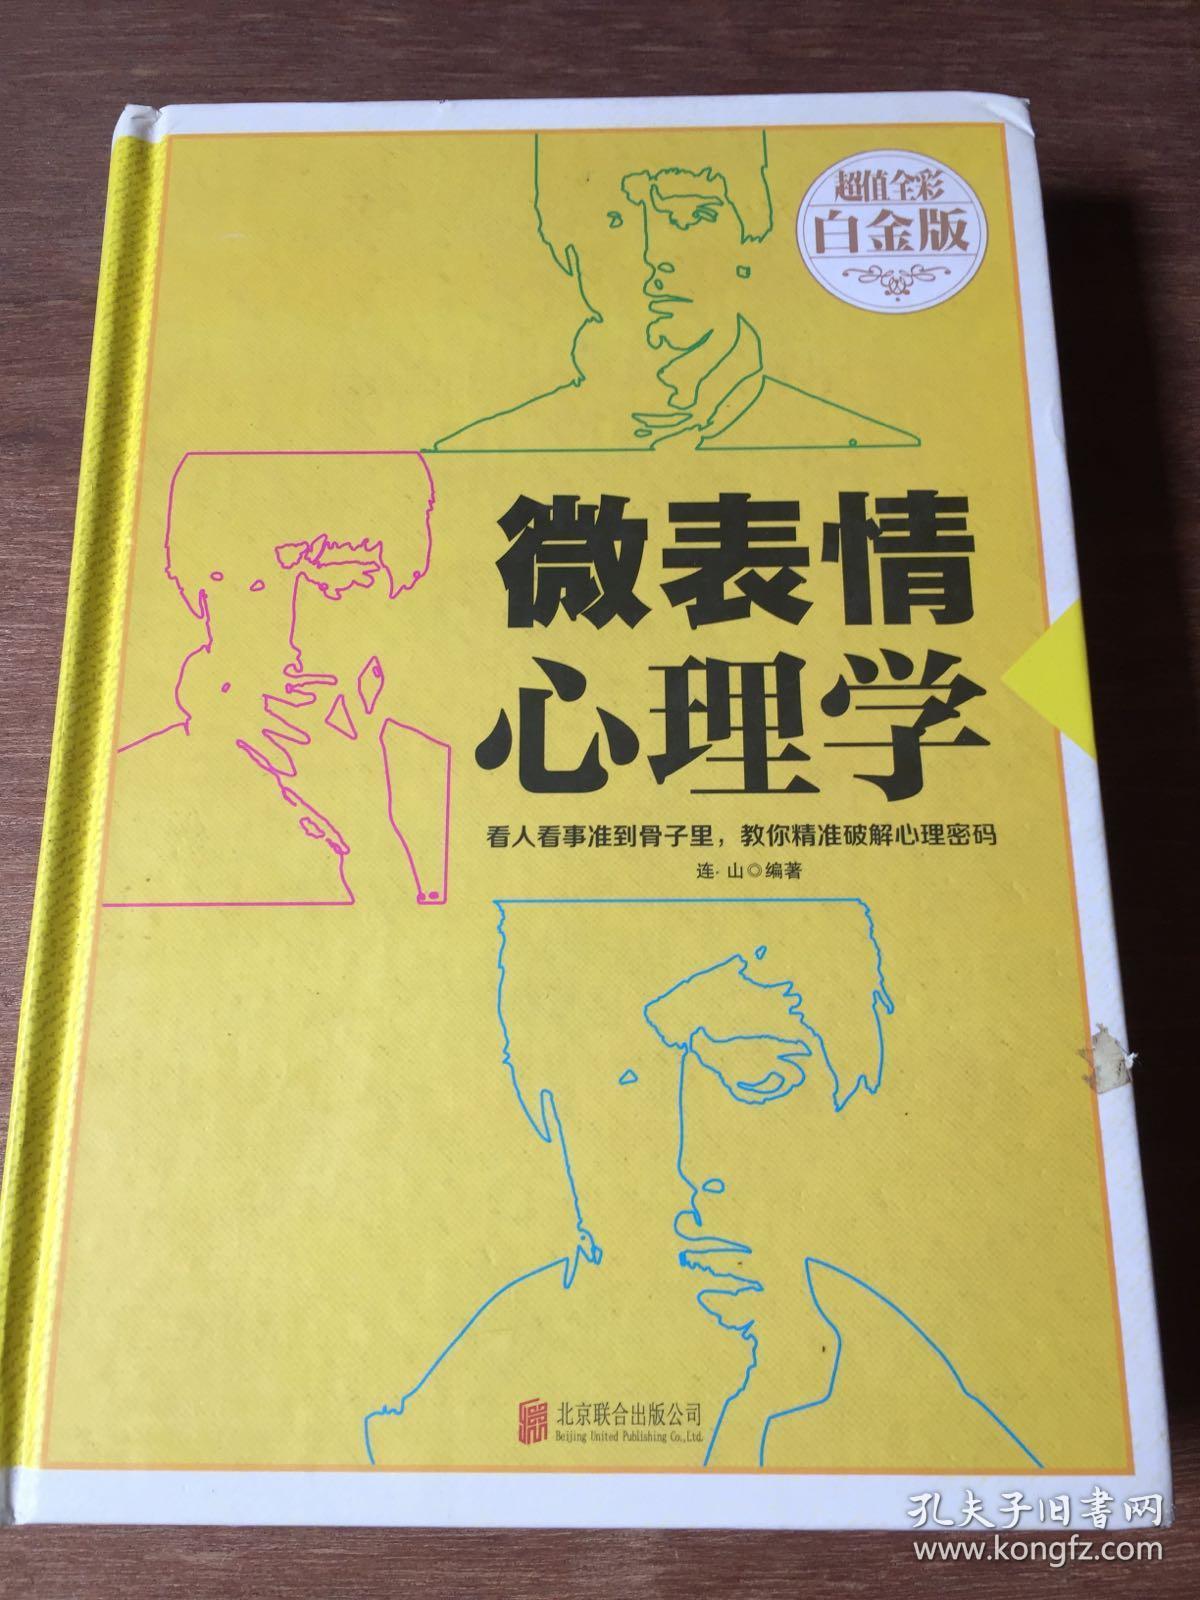 超值全彩
白金版
微表情
心理学
看人看事准到骨子里，教你精准破解心理密码
连·山◎编著
北京联合出版公司
Beijing United Publishing Co.,Ltd.
孔夫子旧书网
www.kongfz.com